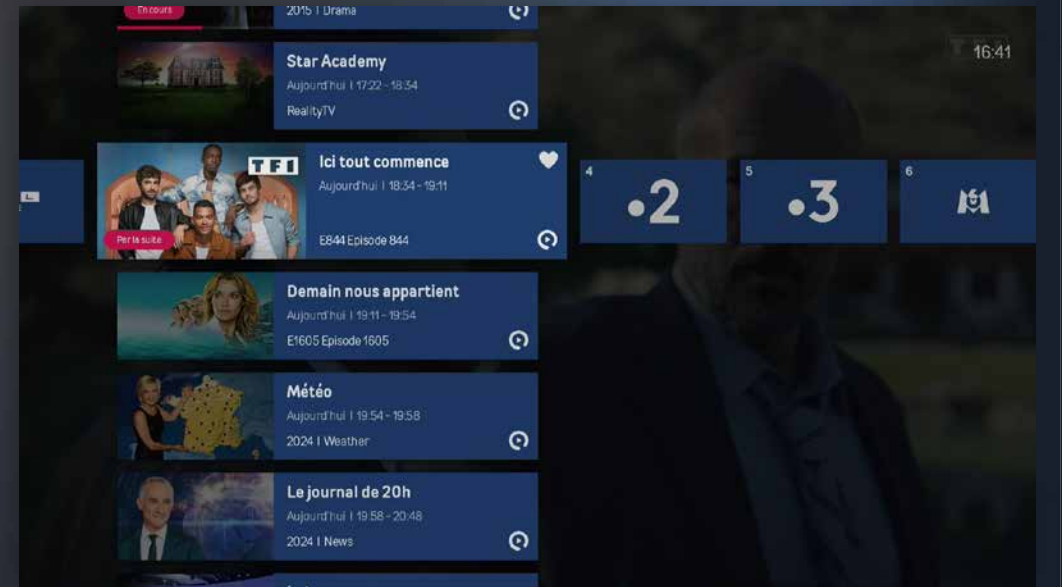 En cours
2015 | Drama
TF1
16:41
Star Academy
Aujourd'hui | 17:22 - 18:34
RealityTV
TF1
Ici tout commence
Aujourd'hui | 18:34 - 19:11
Per la suite
E844 Episode 844
4
2
5
3
6
M6
Demain nous appartient
Aujourd'hui | 19:11 - 19:54
E1605 Episode 1605
Météo
Aujourd'hui | 19:54 - 19:58
2024 | Weather
Le journal de 20h
Aujourd'hui | 19:58 - 20:48
2024 | News